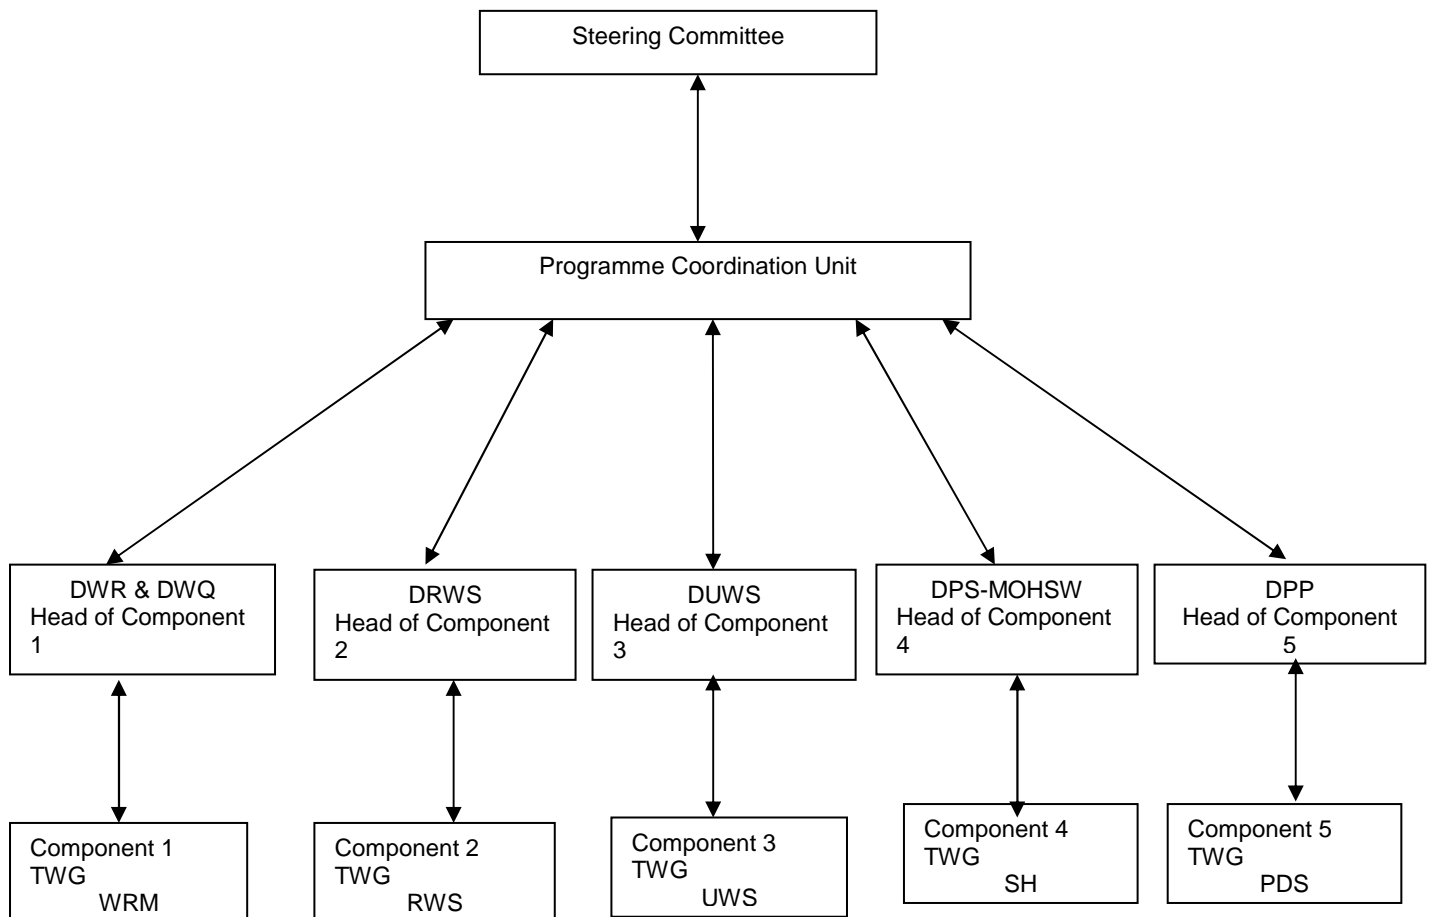 Steering Committee
Programme Coordination Unit
DWR & DWQ
Head of Component
1
DRWS
Head of Component
2
DUWS
Head of Component
3
DPS-MOHSW
Head of Component
4
DPP
Head of Component
5
Component 1
TWG
WRM
Component 2
TWG
RWS
Component 3
TWG
UWS
Component 4
TWG
SH
Component 5
TWG
PDS